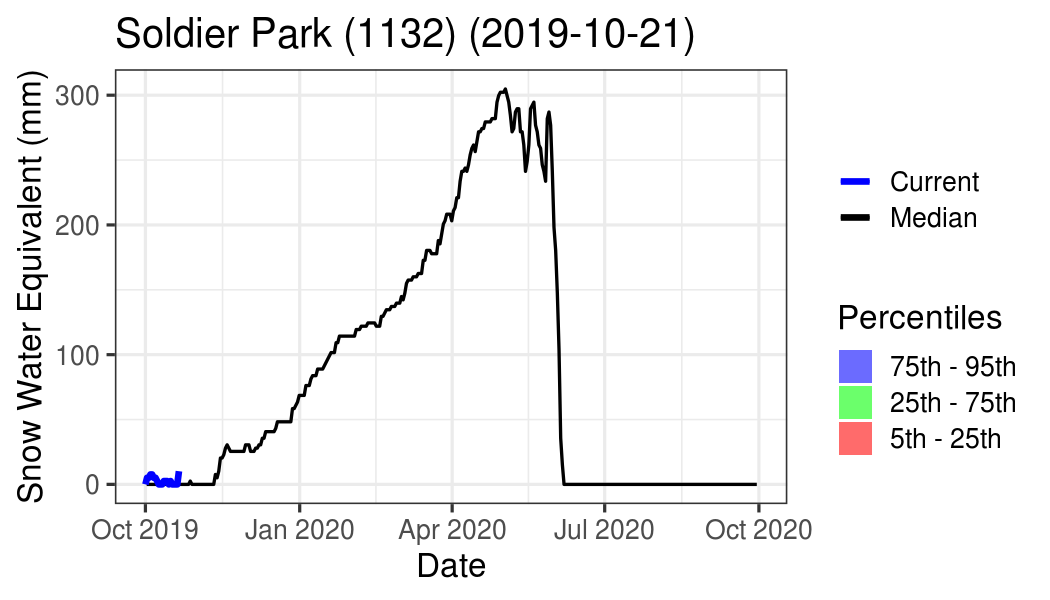 Soldier Park (1132) (2019-10-21)
Snow Water Equivalent (mm)
300
200
100
0
Oct 2019 Jan 2020 Apr 2020 Jul 2020 Oct 2020
Date
Current
Median
Percentiles
75th - 95th
25th - 75th
5th - 25th